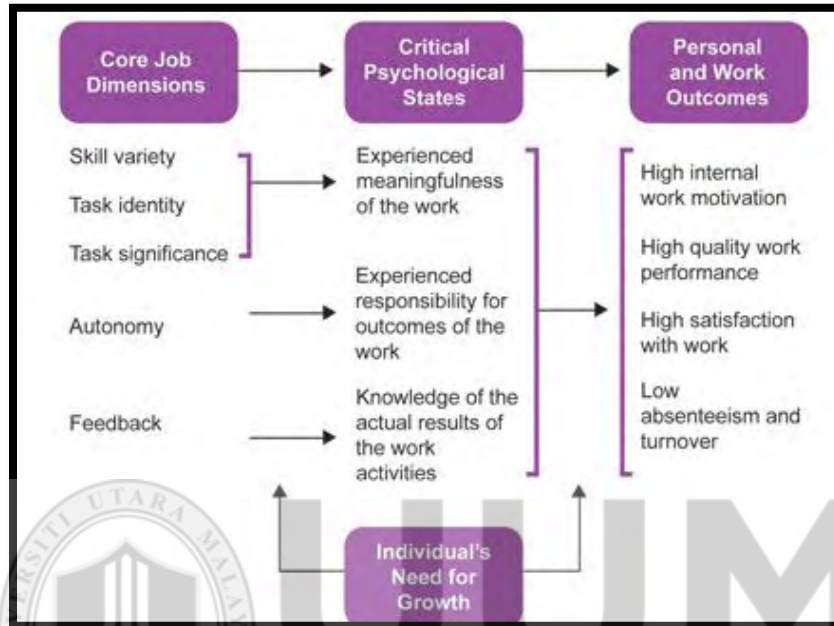 Core Job
Dimensions
Critical
Psychological
States
Personal
and Work
Outcomes
Skill variety
Task identity
Task significance
Autonomy
Feedback
Experienced
meaningfulness
of the work
Experienced
responsibility for
outcomes of the
work
Knowledge of the
actual results of
the work
activities
High internal
work motivation
High quality work
performance
High satisfaction
with work
Low
absenteeism and
turnover
Individual's
Need for
Growth
UUM